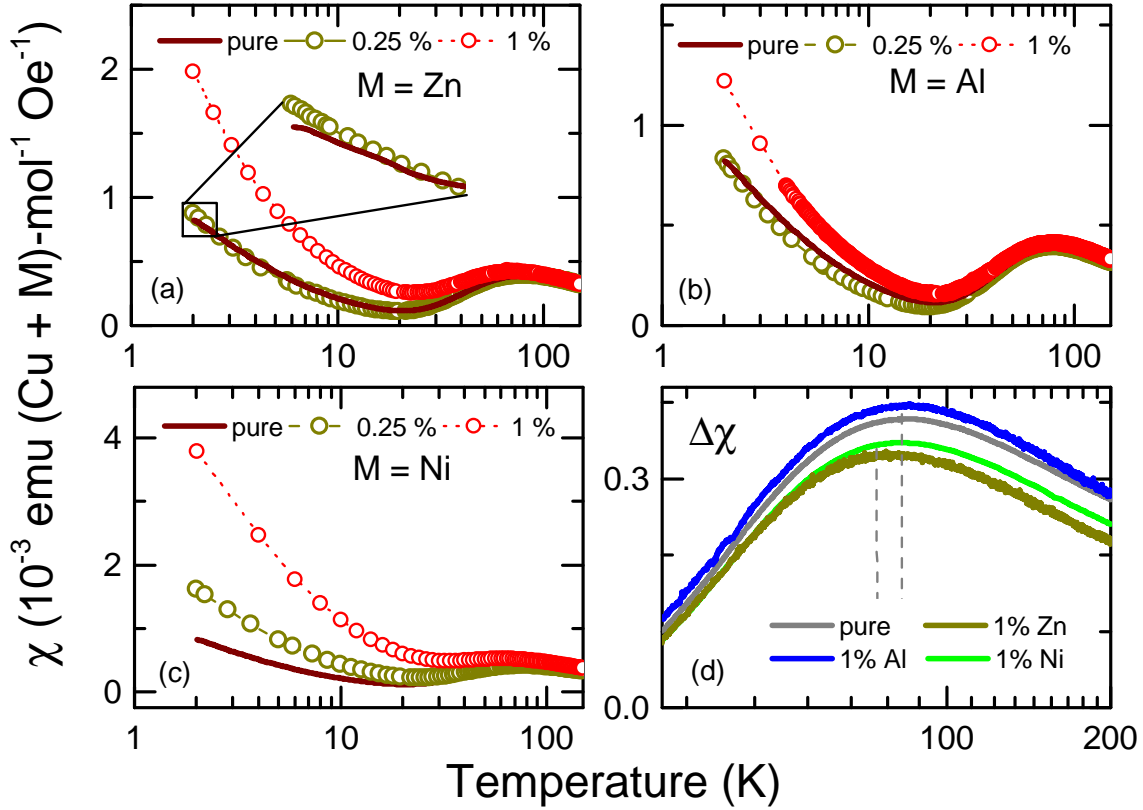 χ (10⁻³ emu (Cu + M)-mol⁻¹ Oe⁻¹)
pure 0.25 % 1 %
M = Zn
2
1
0
(a)
1 10 100
pure 0.25 % 1 %
M = Al
1
0
(b)
1 10 100
pure 0.25 % 1 %
M = Ni
4
2
0
(c)
1 10 100
Δχ
0.3
0.0
pure 1% Zn
1% Al 1% Ni
(d)
100 200
Temperature (K)